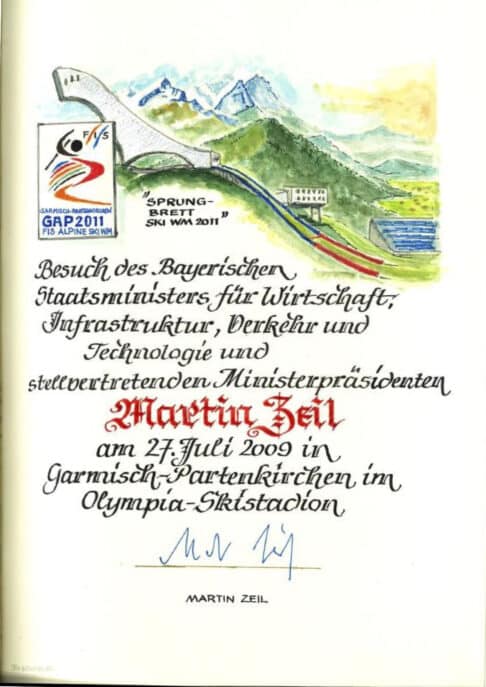 FIS
GARMISCH-PARTENKIRCHEN
GAP 2011
FIS ALPINE SKI WM
"SPRUNG-
BRETT
SKI WM 2011"
Besuch des Bayerischen
Staatsministers für Wirtschaft,
Infrastruktur, Verkehr und
Technologie und
stellvertretenden Ministerpräsidenten
Martin Zeil
am 27. Juli 2009 in
Garmisch-Partenkirchen im
Olympia-Skistadion
MARTIN ZEIL